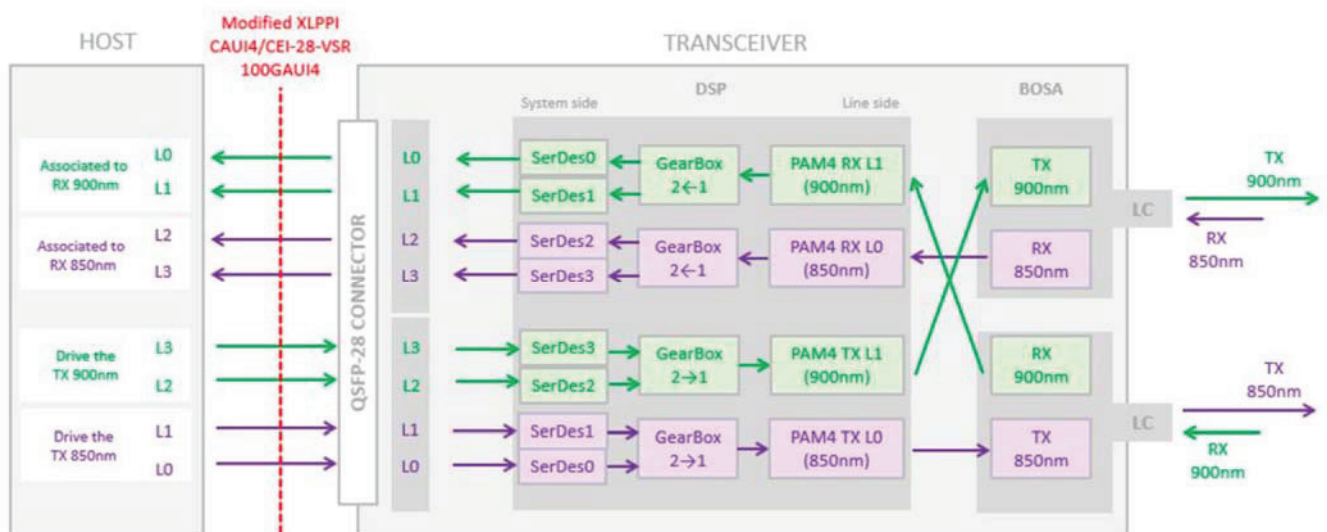 Modified XLPPI
CAUI4/CEI-28-VSR
100GAUI4
HOST
TRANSCEIVER
DSP
BOSA
System side
Line side
Associated to
RX 900nm
L0
L1
Associated to
RX 850nm
L2
L3
Drive the
TX 900nm
L3
L2
Drive the
TX 850nm
L1
L0
QSFP-28 CONNECTOR
L0
L1
L2
L3
L3
L2
L1
L0
SerDes0
SerDes1
SerDes2
SerDes3
SerDes3
SerDes2
SerDes1
SerDes0
GearBox
2←1
GearBox
2←1
GearBox
2→1
GearBox
2→1
PAM4 RX L1
(900nm)
PAM4 RX L0
(850nm)
PAM4 TX L1
(900nm)
PAM4 TX L0
(850nm)
TX
900nm
RX
850nm
RX
900nm
TX
850nm
LC
LC
TX
900nm
RX
850nm
TX
850nm
RX
900nm